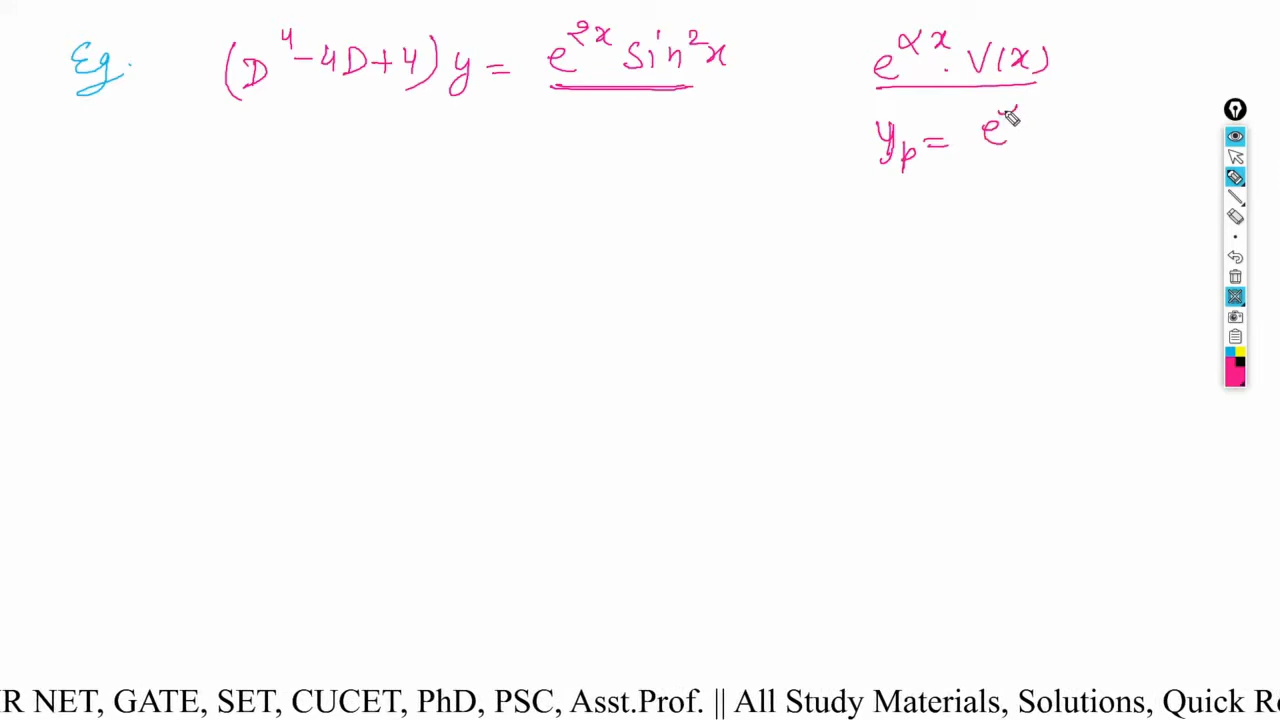 Eg. (D⁴-4D+4)y = e²ˣ Sin²x
e^αx . V(x)
yₚ = e
IR NET, GATE, SET, CUCET, PhD, PSC, Asst.Prof. || All Study Materials, Solutions, Quick Re